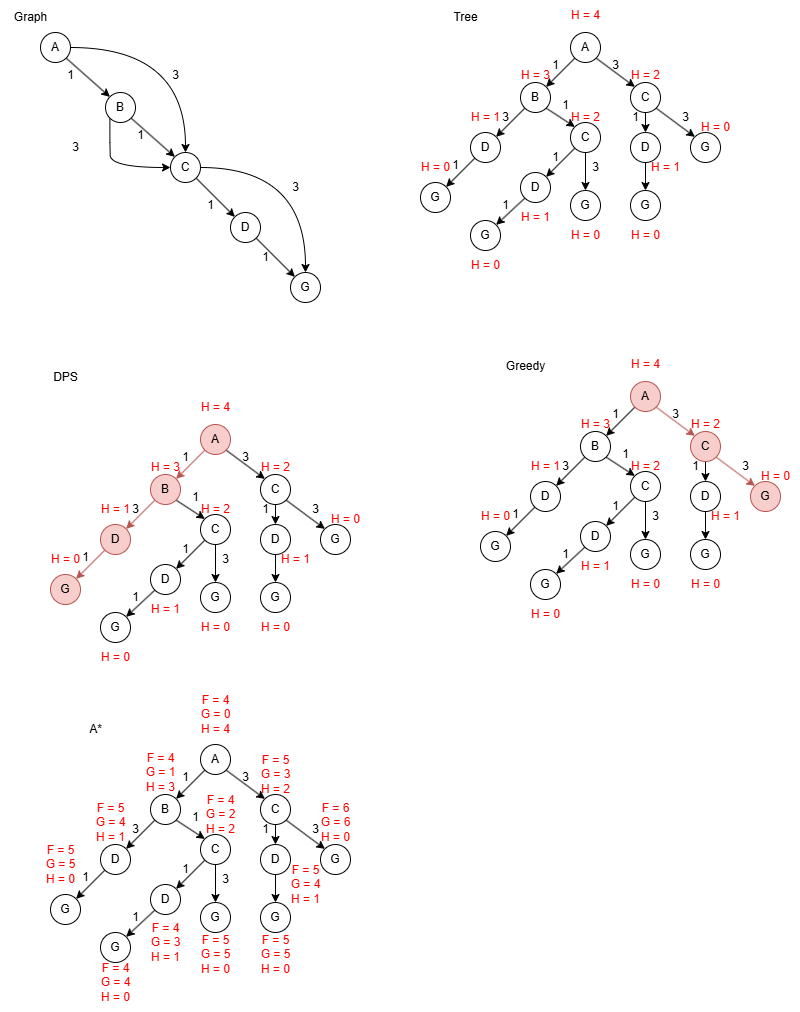 Graph
A
1
3
B
1
3
C
3
1
D
1
G
Tree
H = 4
A
1
3
H = 3
H = 2
B
C
H = 1
3
1
H = 2
1
3
H = 0
D
C
D
G
H = 0
1
1
3
H = 1
G
D
G
G
1
H = 1
G
H = 0
H = 0
H = 0
DPS
H = 4
A
1
3
H = 3
H = 2
B
C
H = 1
3
1
H = 2
1
3
H = 0
D
C
D
G
H = 0
1
1
3
H = 1
G
D
G
G
1
H = 1
G
H = 0
H = 0
H = 0
Greedy
H = 4
A
1
3
H = 3
H = 2
B
C
H = 1
3
1
H = 2
1
3
H = 0
D
C
D
G
H = 0
1
1
3
H = 1
G
D
G
G
1
H = 1
G
H = 0
H = 0
H = 0
A*
F = 4
G = 0
H = 4
A
1
3
F = 4
G = 1
H = 3
F = 5
G = 3
H = 2
B
C
F = 5
G = 4
H = 1
3
1
F = 4
G = 2
H = 2
1
3
F = 6
G = 6
H = 0
D
C
D
G
F = 5
G = 5
H = 0
1
1
3
F = 5
G = 4
H = 1
G
D
G
G
1
F = 4
G = 3
H = 1
F = 5
G = 5
H = 0
F = 5
G = 5
H = 0
G
F = 4
G = 4
H = 0